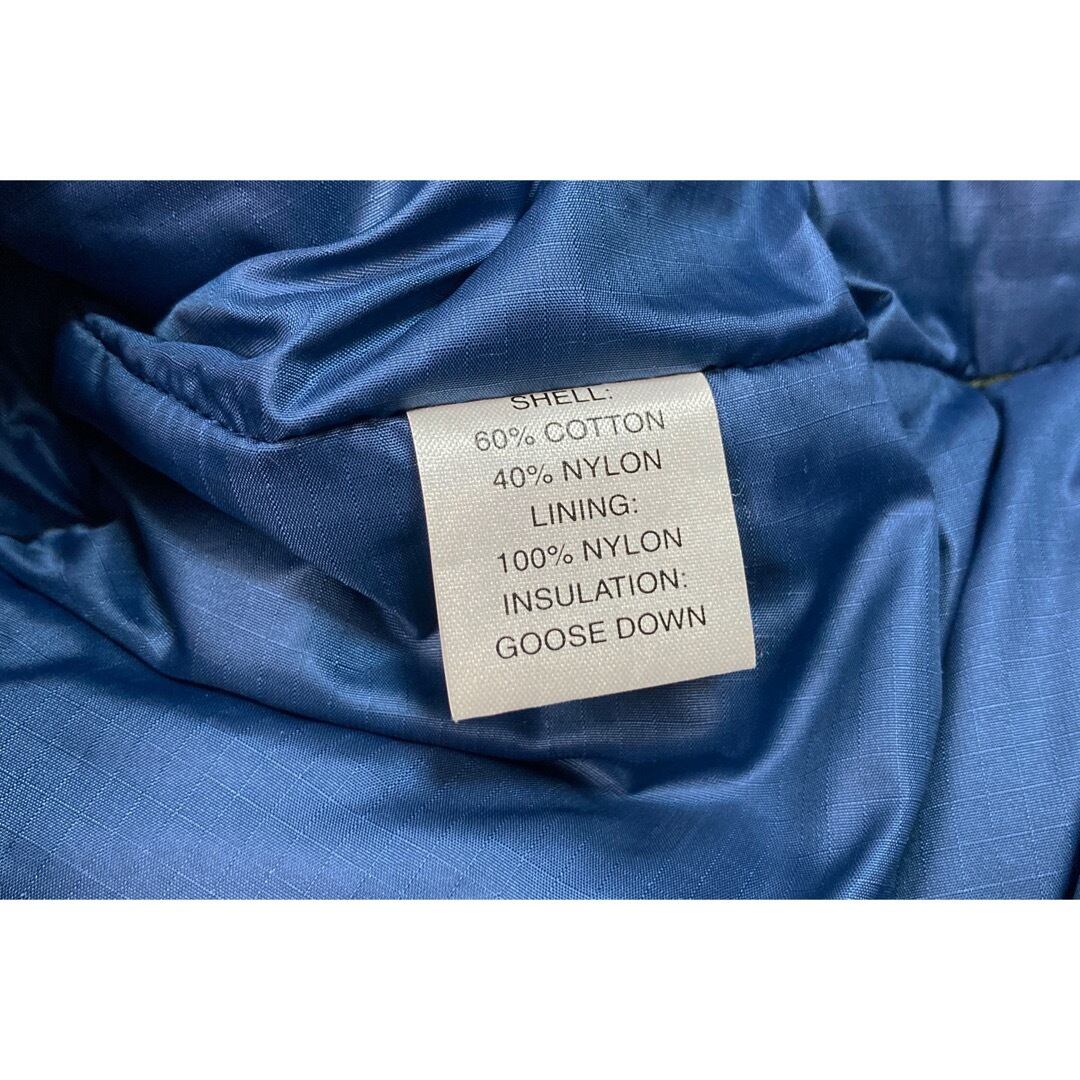 SHELL:
60% COTTON
40% NYLON
LINING:
100% NYLON
INSULATION:
GOOSE DOWN